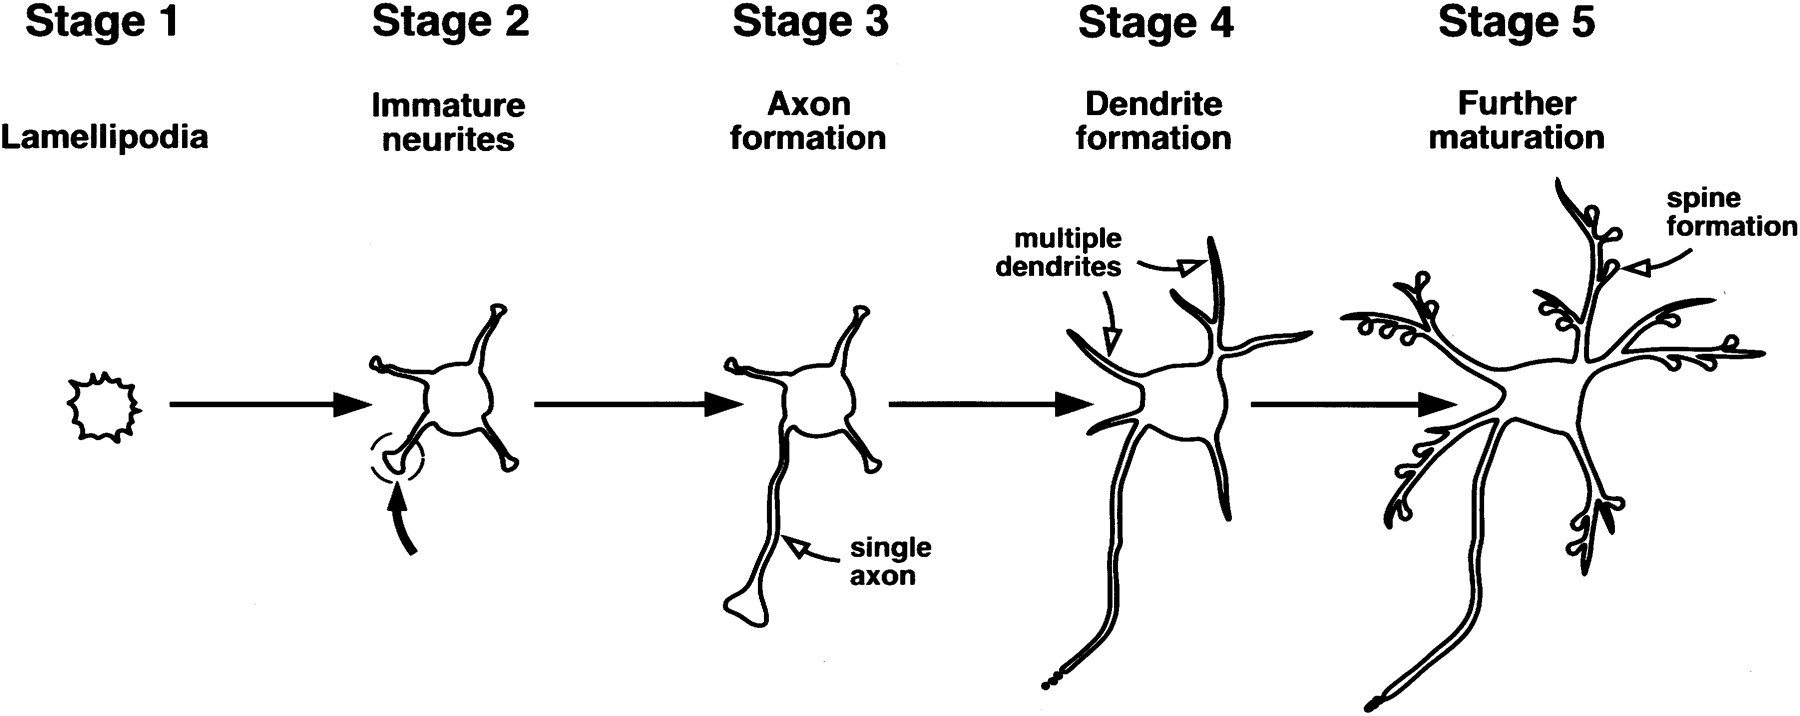 Stage 1
Stage 2
Stage 3
Stage 4
Stage 5
Lamellipodia
Immature
neurites
Axon
formation
Dendrite
formation
Further
maturation
single
axon
multiple
dendrites
spine
formation